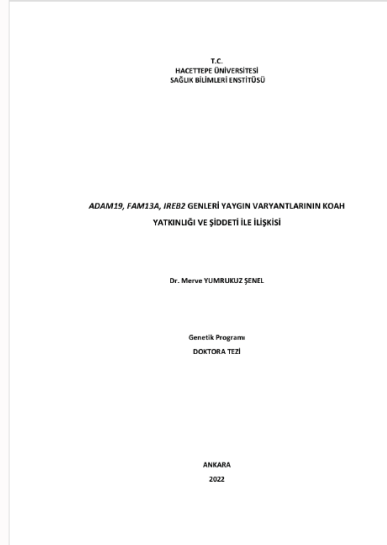 T.C.
HACETTEPE ÜNİVERSİTESİ
SAĞLIK BİLİMLERİ ENSTİTÜSÜ
ADAM19, FAM13A, IREB2 GENLERİ YAYGIN VARYANTLARININ KOAH
YATKINLIĞI VE ŞİDDETİ İLE İLİŞKİSİ
Dr. Merve YUMRUKUZ ŞENEL
Genetik Programı
DOKTORA TEZİ
ANKARA
2022